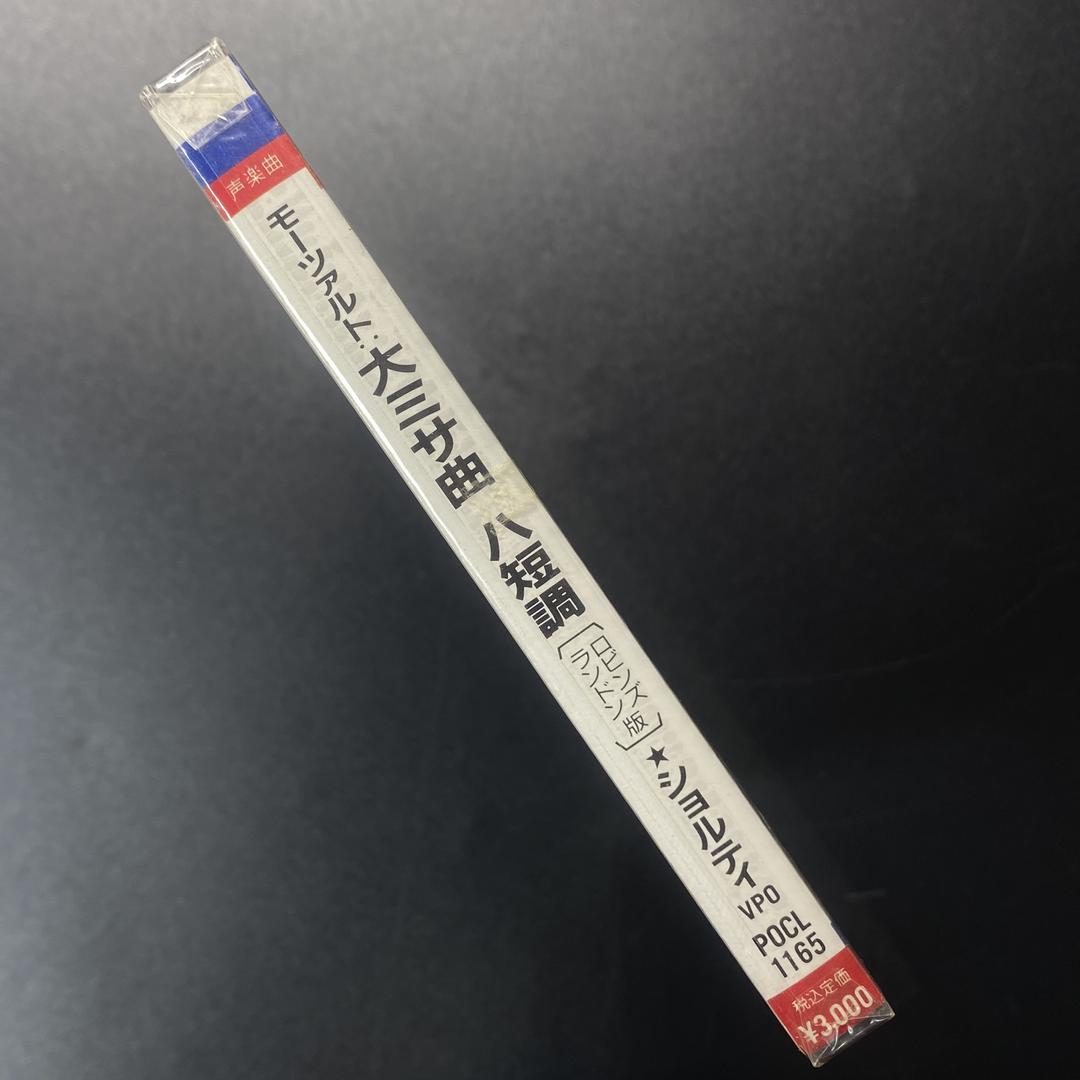 声楽曲
モーツァルト:大ミサ曲 ハ短調
〔ロビンズ
ランドン版〕
★ショルティ
VPO
POCL
1165
税込定価
¥3,000